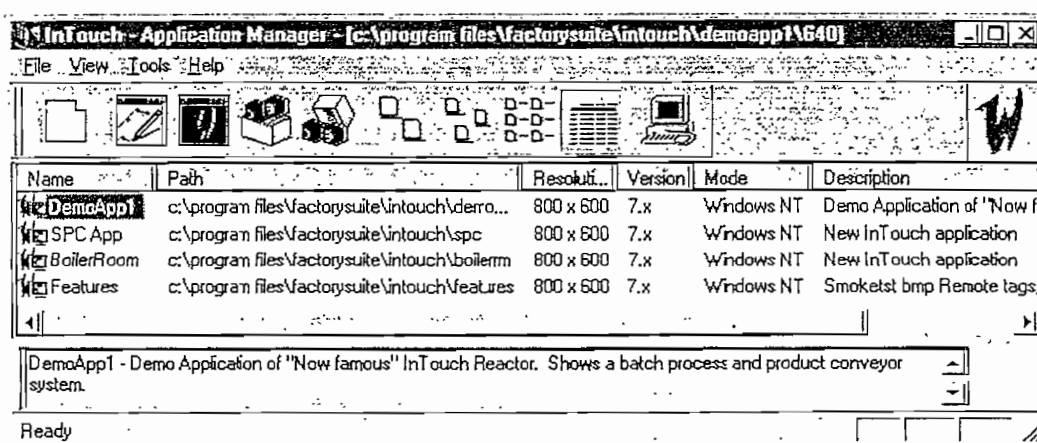 InTouch - Application Manager - [c:\program files\factorysuite\intouch\demoapp1\640]
File View Tools Help
Name Path Resoluti... Version Mode Description
DemoApp1 c:\program files\factorysuite\intouch\demo... 800 x 600 7.x Windows NT Demo Application of "Now f
SPC App c:\program files\factorysuite\intouch\spc 800 x 600 7.x Windows NT New InTouch application
BoilerRoom c:\program files\factorysuite\intouch\boilerrm 800 x 600 7.x Windows NT New InTouch application
Features c:\program files\factorysuite\intouch\features 800 x 600 7.x Windows NT Smoketst bmp Remote tags,
DemoApp1 - Demo Application of "Now famous" InTouch Reactor. Shows a batch process and product conveyor
system.
Ready